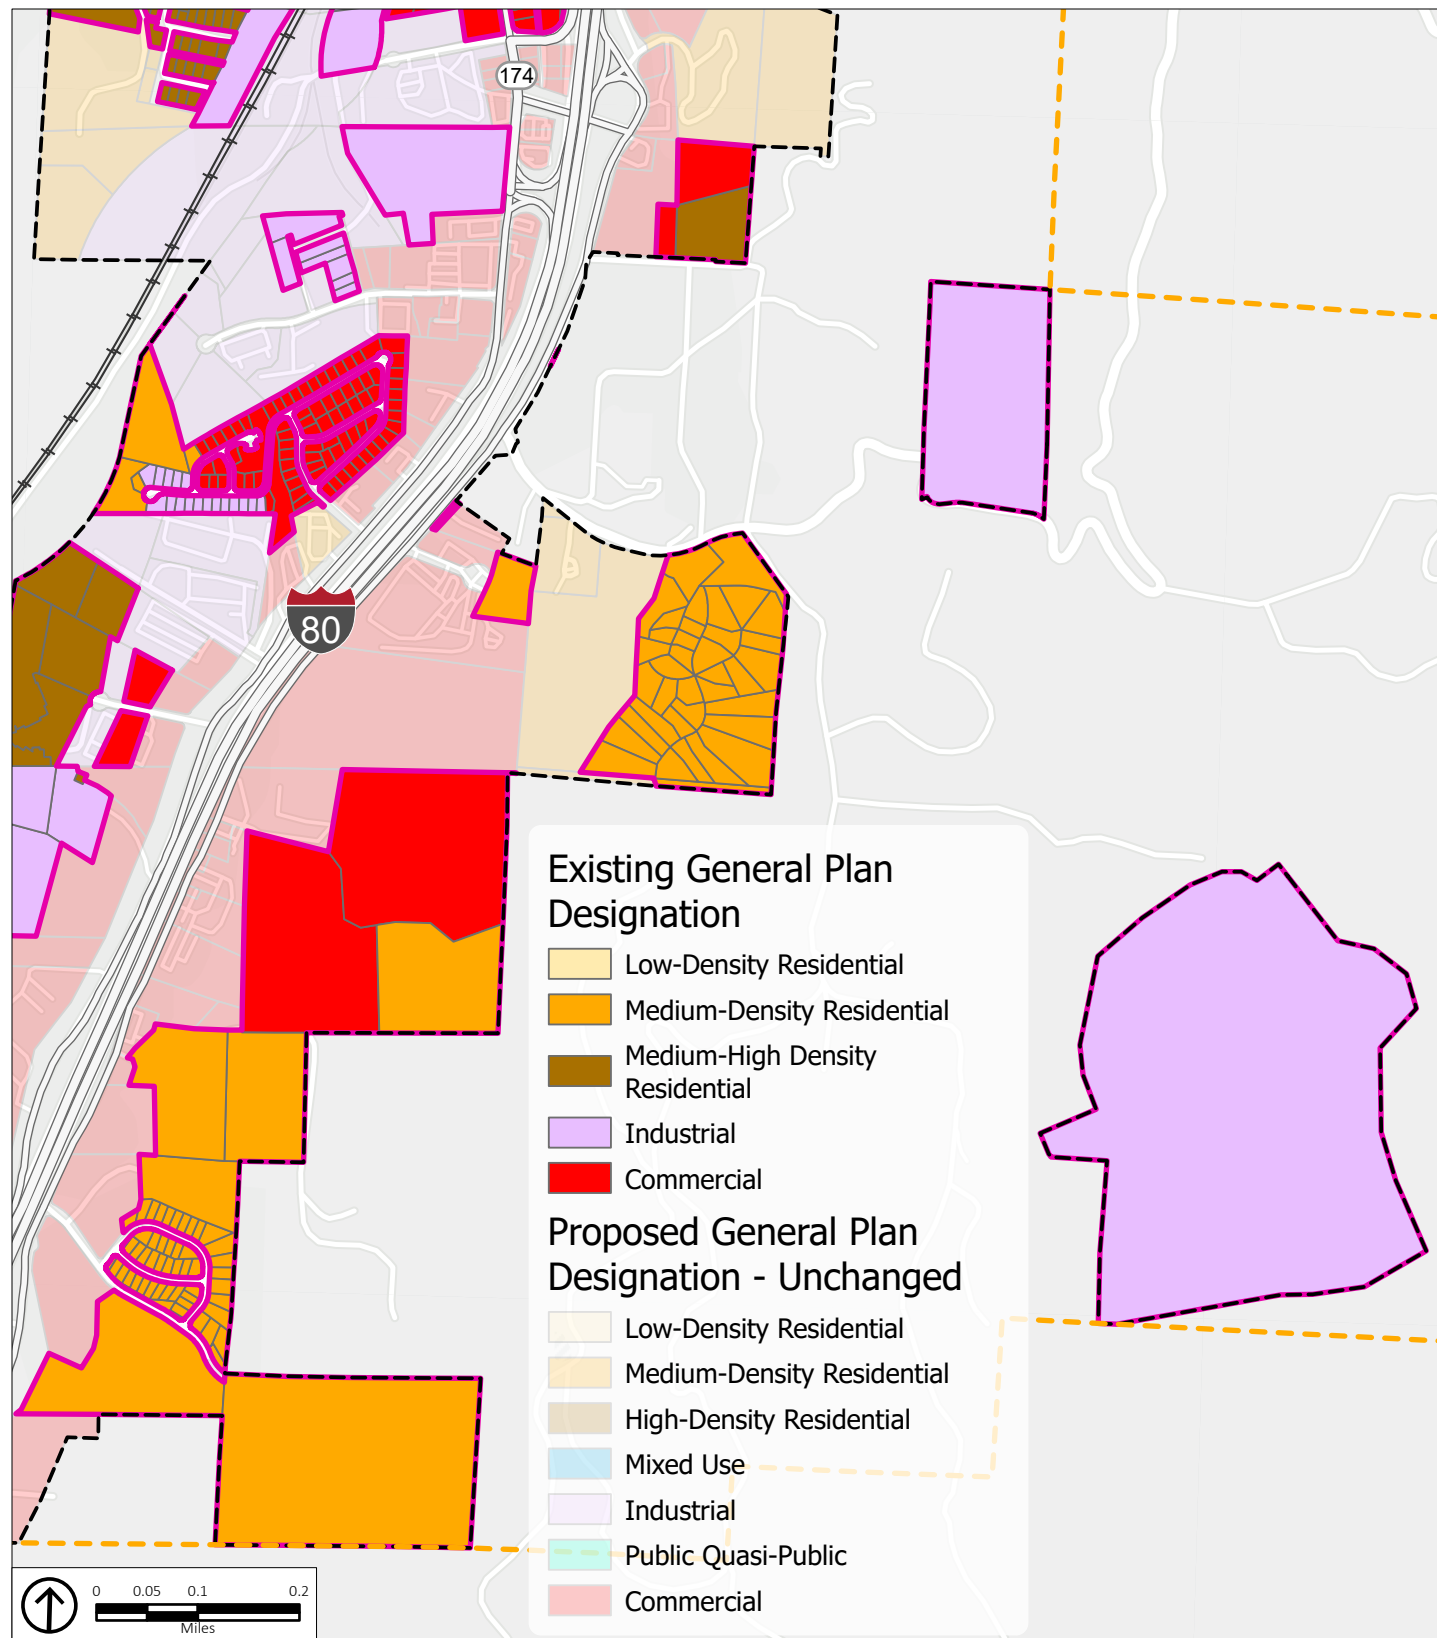 174
80
Existing General Plan
Designation
Low-Density Residential
Medium-Density Residential
Medium-High Density
Residential
Industrial
Commercial
Proposed General Plan
Designation - Unchanged
Low-Density Residential
Medium-Density Residential
High-Density Residential
Mixed Use
Industrial
Public Quasi-Public
Commercial
0 0.05 0.1 0.2
Miles